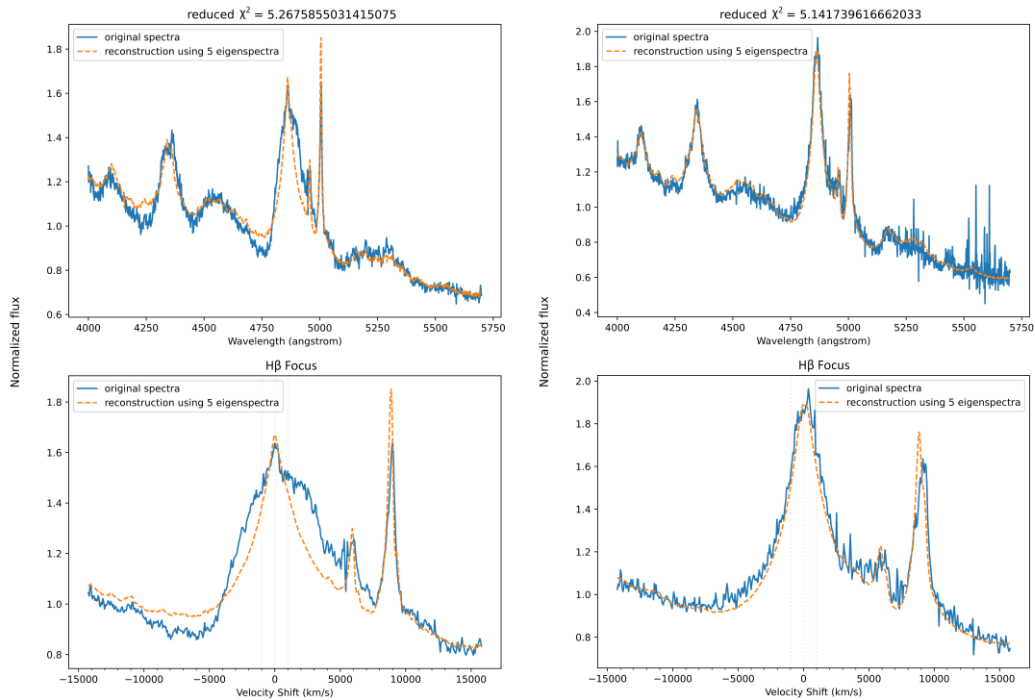 reduced χ² = 5.2675855031415075
original spectra
reconstruction using 5 eigenspectra
1.8
1.6
1.4
1.2
1.0
0.8
0.6
4000 4250 4500 4750 5000 5250 5500 5750
Wavelength (angstrom)
reduced χ² = 5.141739616662033
original spectra
reconstruction using 5 eigenspectra
2.0
1.8
1.6
1.4
1.2
1.0
0.8
0.6
0.4
4000 4250 4500 4750 5000 5250 5500 5750
Wavelength (angstrom)
Normalized flux
Normalized flux
Hβ Focus
original spectra
reconstruction using 5 eigenspectra
1.8
1.6
1.4
1.2
1.0
0.8
−15000 −10000 −5000 0 5000 10000 15000
Velocity Shift (km/s)
Hβ Focus
original spectra
reconstruction using 5 eigenspectra
2.0
1.8
1.6
1.4
1.2
1.0
0.8
−15000 −10000 −5000 0 5000 10000 15000
Velocity Shift (km/s)